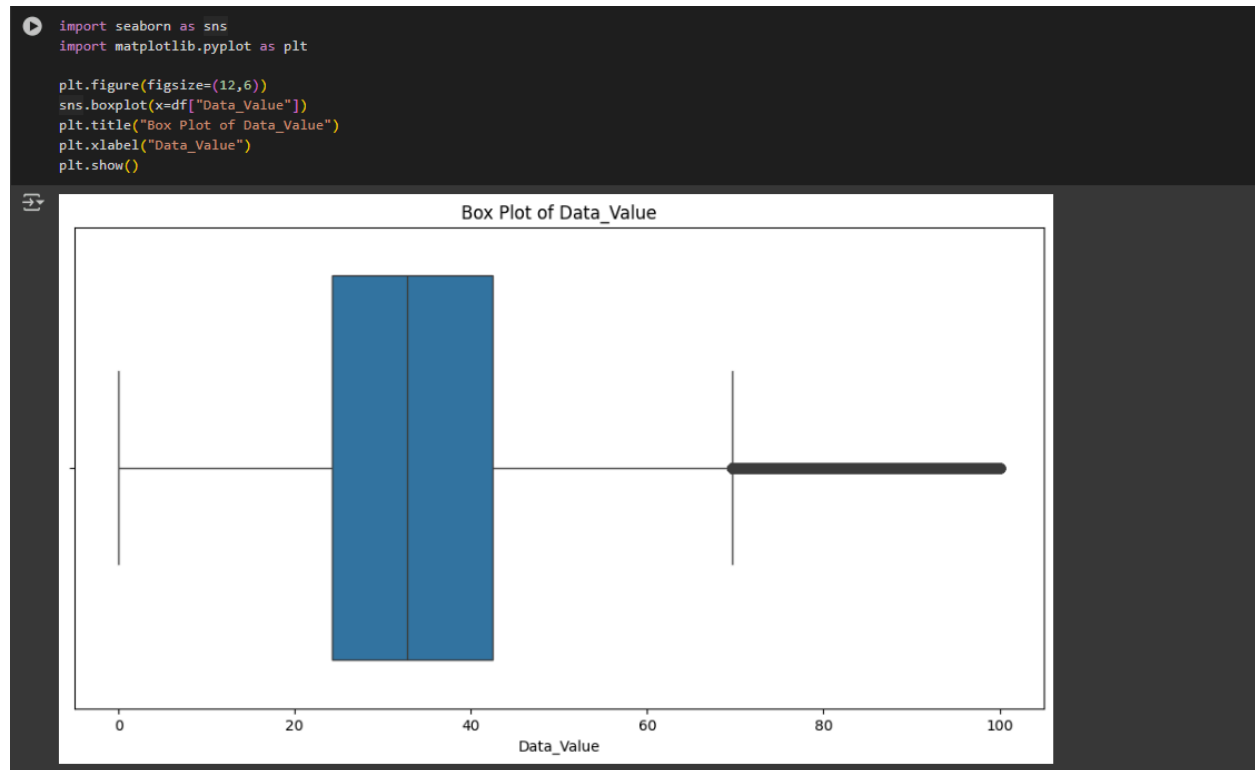 import seaborn as sns
import matplotlib.pyplot as plt
plt.figure(figsize=(12,6))
sns.boxplot(x=df["Data_Value"])
plt.title("Box Plot of Data_Value")
plt.xlabel("Data_Value")
plt.show()
Box Plot of Data_Value
0 20 40 60 80 100
Data_Value